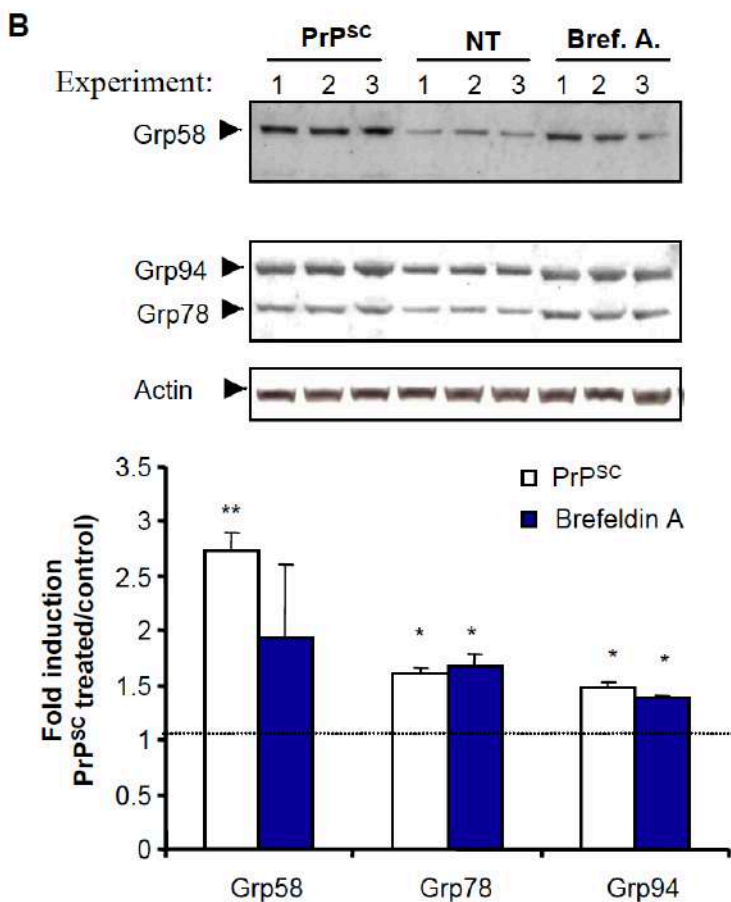 B
PrPSC NT Bref. A.
Experiment: 1 2 3 1 2 3 1 2 3
Grp58
Grp94
Grp78
Actin
3.5
3
2.5
2
1.5
1
0.5
0
Fold induction
PrPSC treated/control)
PrPSC
Brefeldin A
**
* *
* *
Grp58 Grp78 Grp94